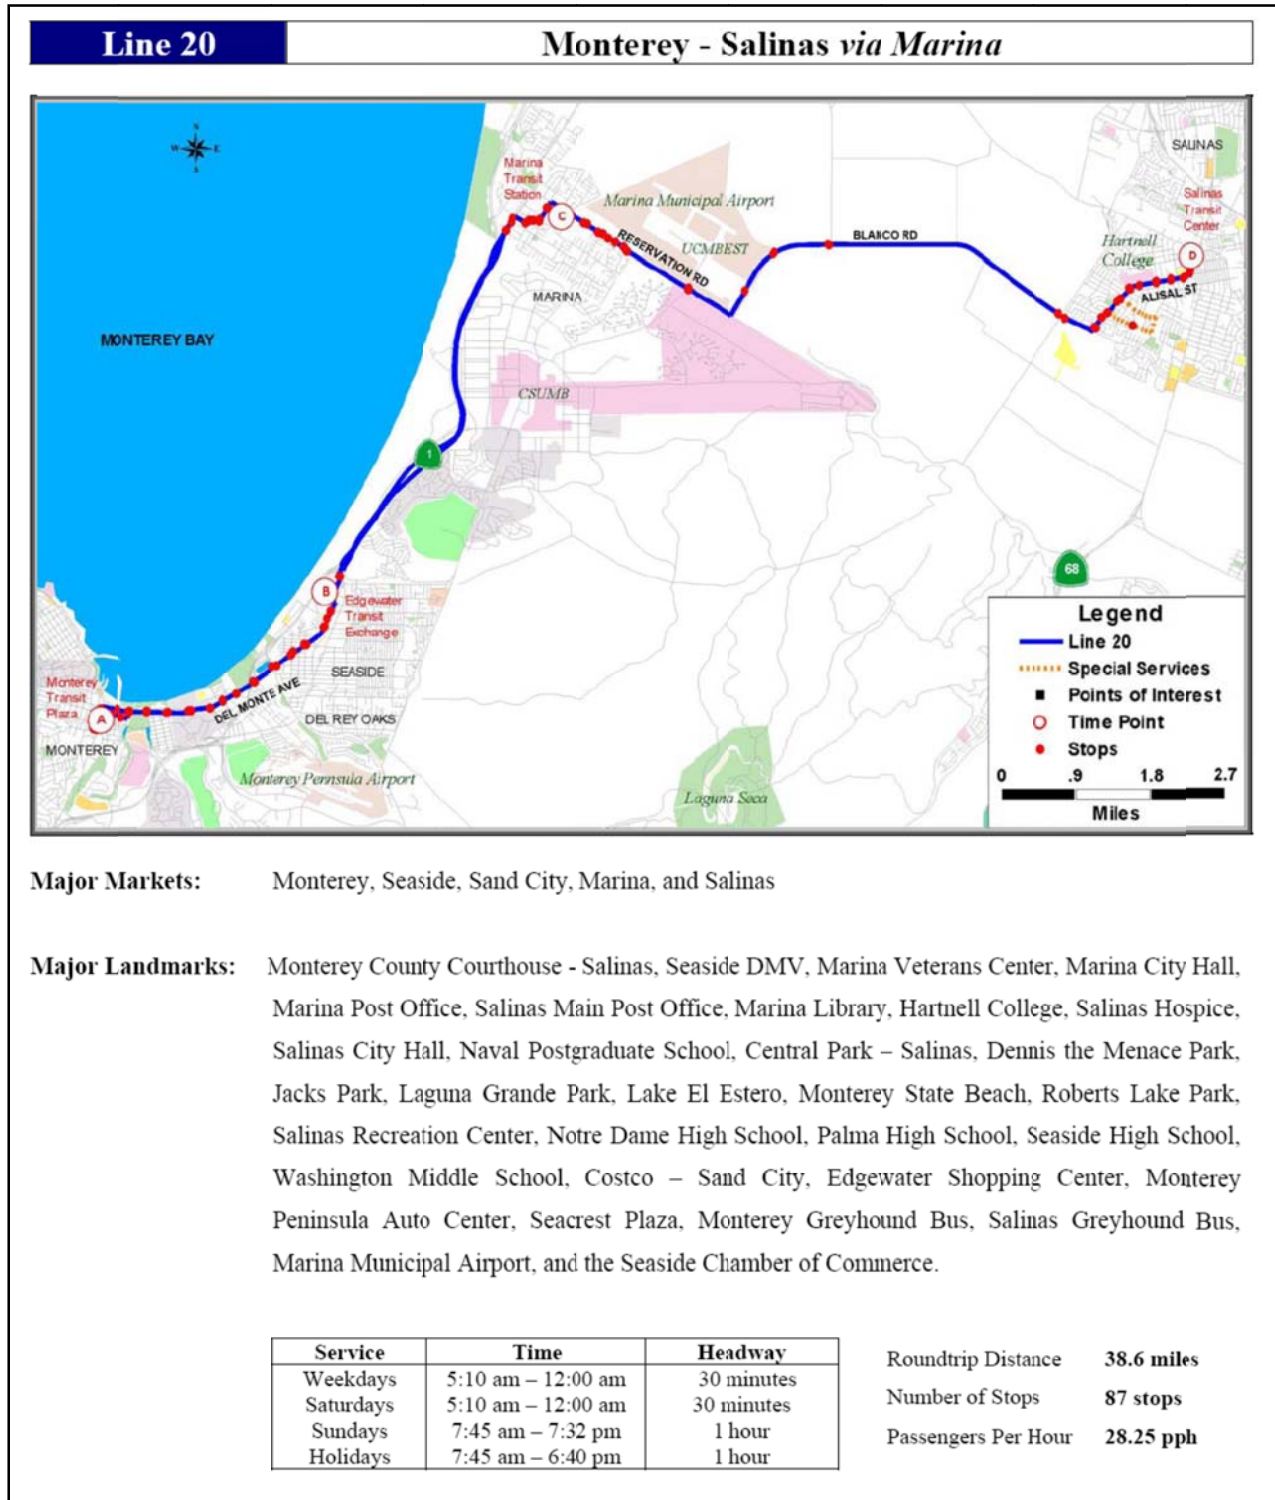 Line 20
Monterey - Salinas via Marina
N
W E
S
Marina
Transit
Station
C
Marina Municipal Airport
UCMBEST
RESERVATION RD
BLANCO RD
SALINAS
Salinas
Transit
Center
D
Hartnell
College
ALISAL ST
MARINA
MONTEREY BAY
CSUMB
1
B
Edgewater
Transit
Exchange
SEASIDE
Monterey
Transit
Plaza
A
DEL MONTE AVE
DEL REY OAKS
MONTEREY
Monterey Pennsula Airport
Laguna Seca
68
Legend
Line 20
Special Services
Points of Interest
Time Point
Stops
0 .9 1.8 2.7
Miles
Major Markets: Monterey, Seaside, Sand City, Marina, and Salinas
Major Landmarks: Monterey County Courthouse - Salinas, Seaside DMV, Marina Veterans Center, Marina City Hall,
Marina Post Office, Salinas Main Post Office, Marina Library, Hartnell College, Salinas Hospice,
Salinas City Hall, Naval Postgraduate School, Central Park – Salinas, Dennis the Menace Park,
Jacks Park, Laguna Grande Park, Lake El Estero, Monterey State Beach, Roberts Lake Park,
Salinas Recreation Center, Notre Dame High School, Palma High School, Seaside High School,
Washington Middle School, Costco – Sand City, Edgewater Shopping Center, Monterey
Peninsula Auto Center, Seacrest Plaza, Monterey Greyhound Bus, Salinas Greyhound Bus,
Marina Municipal Airport, and the Seaside Chamber of Commerce.
Service Time Headway
Weekdays 5:10 am – 12:00 am 30 minutes
Saturdays 5:10 am – 12:00 am 30 minutes
Sundays 7:45 am – 7:32 pm 1 hour
Holidays 7:45 am – 6:40 pm 1 hour
Roundtrip Distance 38.6 miles
Number of Stops 87 stops
Passengers Per Hour 28.25 pph